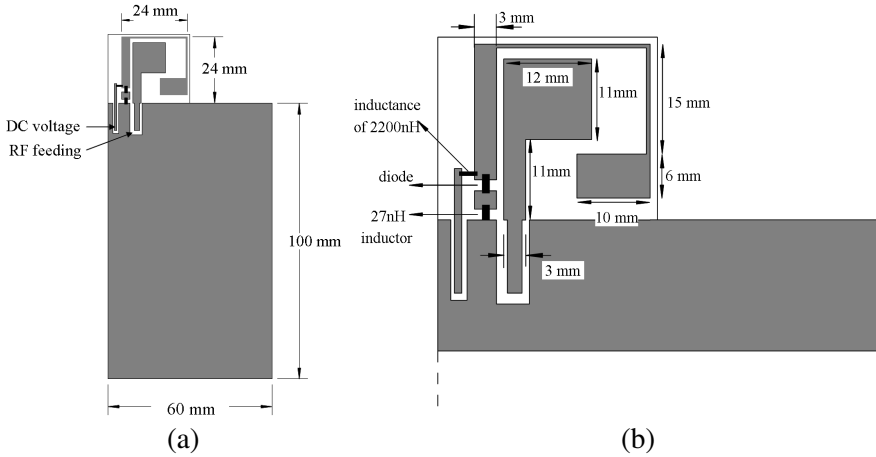 24 mm
24 mm
DC voltage
RF feeding
100 mm
60 mm
(a)
3 mm
12 mm
11mm
15 mm
inductance
of 2200nH
diode
11mm
6 mm
10 mm
27nH
inductor
3 mm
(b)